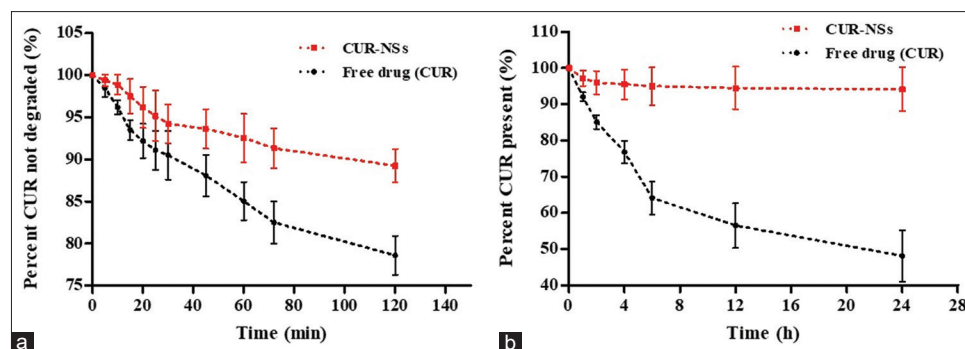 105
100
95
90
85
80
75
0 20 40 60 80 100 120 140
Percent CUR not degraded (%)
Time (min)
CUR-NSs
Free drug (CUR)
a
110
100
90
80
70
60
50
40
0 4 8 12 16 20 24 28
Percent CUR present (%)
Time (h)
CUR-NSs
Free drug (CUR)
b